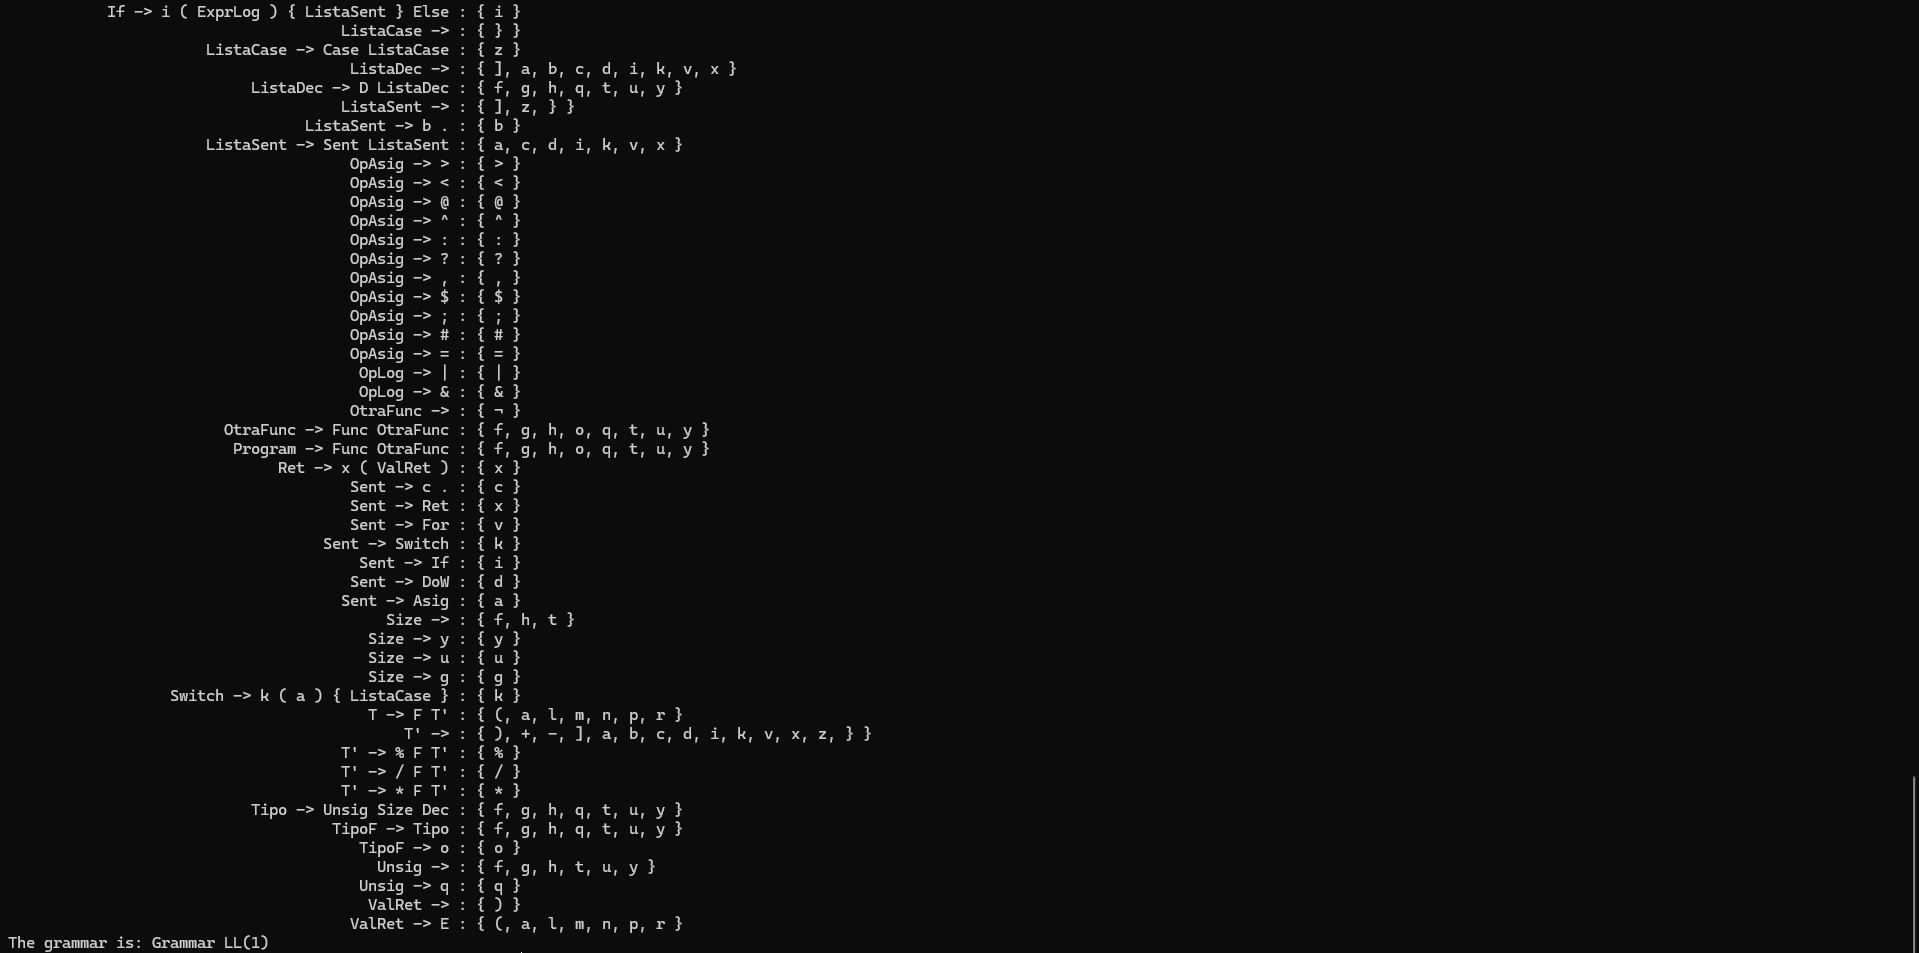 If -> i ( ExprLog ) { ListaSent } Else : { i }
ListaCase -> : { } }
ListaCase -> Case ListaCase : { z }
ListaDec -> : { ], a, b, c, d, i, k, v, x }
ListaDec -> D ListaDec : { f, g, h, q, t, u, y }
ListaSent -> : { ], z, } }
ListaSent -> b . : { b }
ListaSent -> Sent ListaSent : { a, c, d, i, k, v, x }
OpAsig -> > : { > }
OpAsig -> < : { < }
OpAsig -> @ : { @ }
OpAsig -> ^ : { ^ }
OpAsig -> : : { : }
OpAsig -> ? : { ? }
OpAsig -> , : { , }
OpAsig -> $ : { $ }
OpAsig -> ; : { ; }
OpAsig -> # : { # }
OpAsig -> = : { = }
OpLog -> | : { | }
OpLog -> & : { & }
OtraFunc -> : { ¬ }
OtraFunc -> Func OtraFunc : { f, g, h, o, q, t, u, y }
Program -> Func OtraFunc : { f, g, h, o, q, t, u, y }
Ret -> x ( ValRet ) : { x }
Sent -> c . : { c }
Sent -> Ret : { x }
Sent -> For : { v }
Sent -> Switch : { k }
Sent -> If : { i }
Sent -> DoW : { d }
Sent -> Asig : { a }
Size -> : { f, h, t }
Size -> y : { y }
Size -> u : { u }
Size -> g : { g }
Switch -> k ( a ) { ListaCase } : { k }
T -> F T' : { (, a, l, m, n, p, r }
T' -> : { ), +, -, ], a, b, c, d, i, k, v, x, z, } }
T' -> % F T' : { % }
T' -> / F T' : { / }
T' -> * F T' : { * }
Tipo -> Unsig Size Dec : { f, g, h, q, t, u, y }
TipoF -> Tipo : { f, g, h, q, t, u, y }
TipoF -> o : { o }
Unsig -> : { f, g, h, t, u, y }
Unsig -> q : { q }
ValRet -> : { ) }
ValRet -> E : { (, a, l, m, n, p, r }
The grammar is: Grammar LL(1)